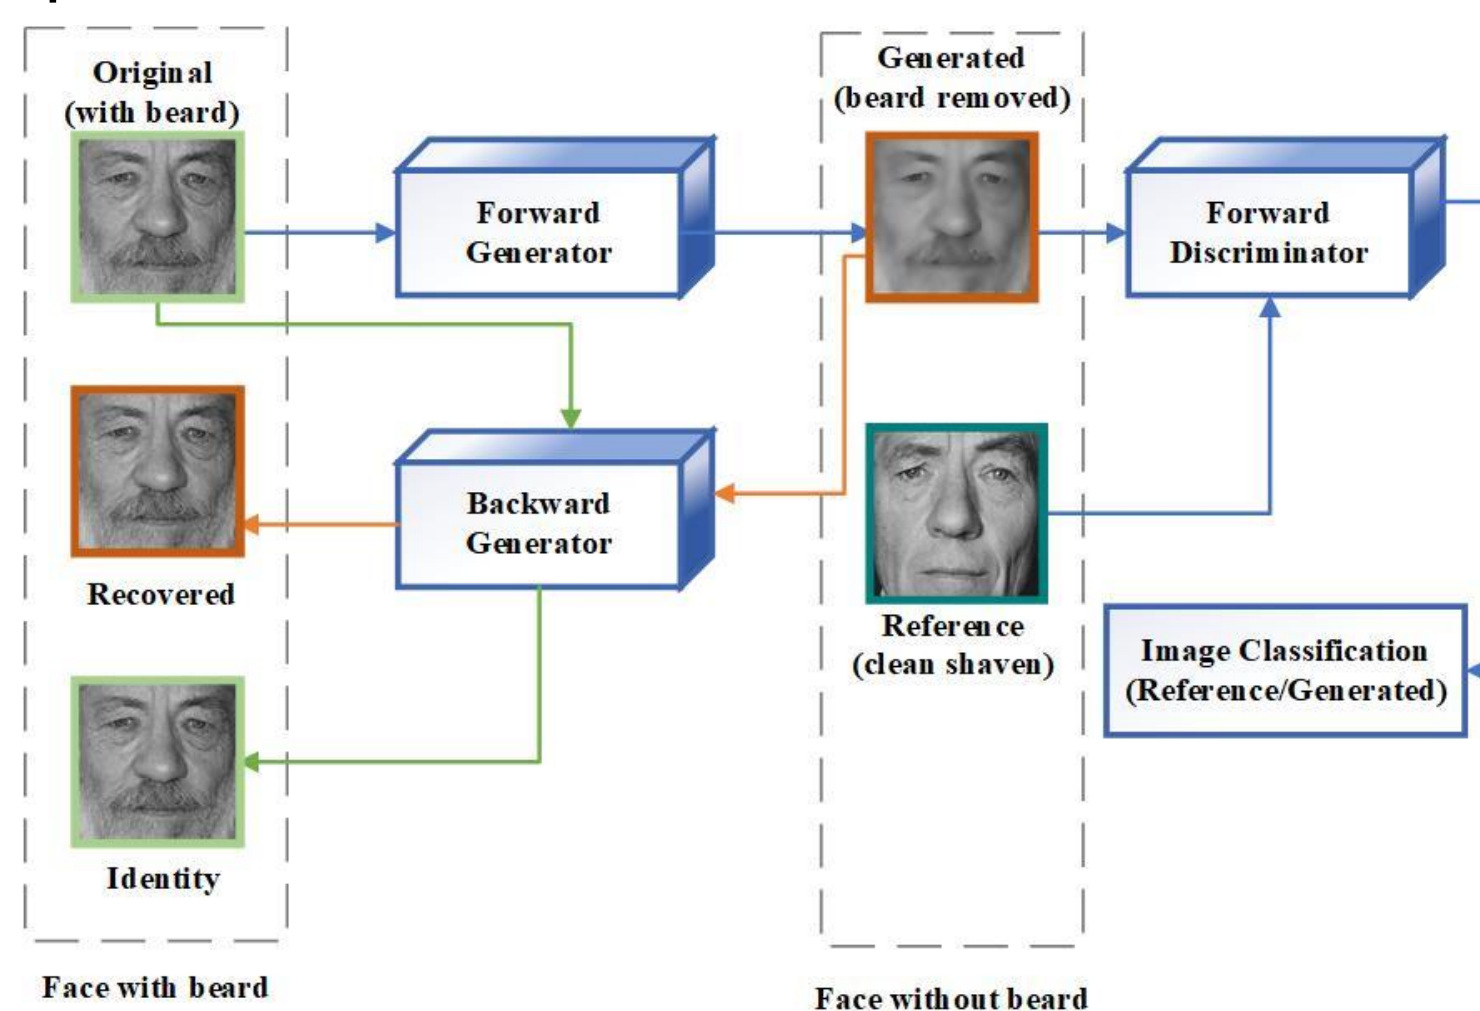 Original
(with beard)
Forward
Generator
Generated
(beard removed)
Forward
Discriminator
Recovered
Backward
Generator
Reference
(clean shaven)
Image Classification
(Reference/Generated)
Identity
Face with beard
Face without beard